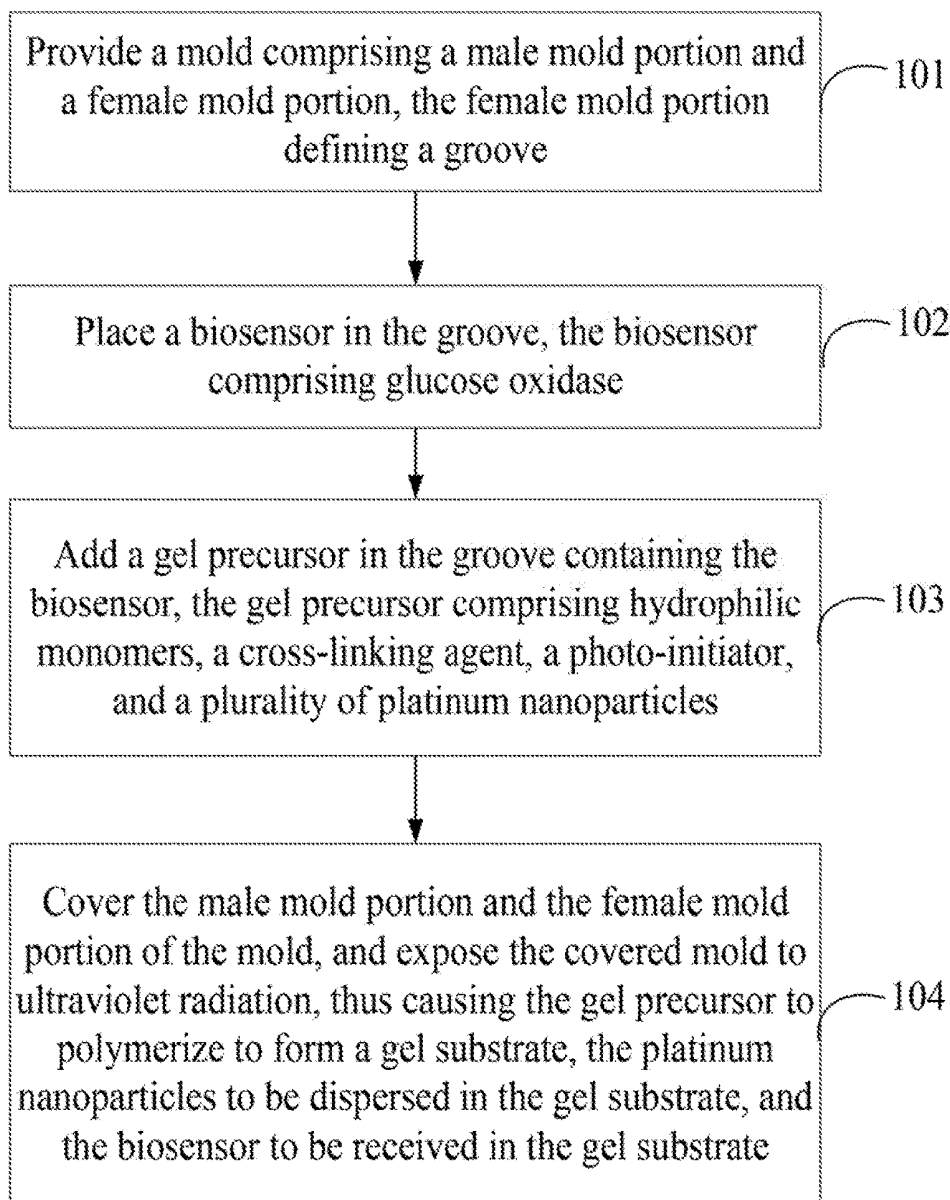 Provide a mold comprising a male mold portion and
a female mold portion, the female mold portion
defining a groove
101
Place a biosensor in the groove, the biosensor
comprising glucose oxidase
102
Add a gel precursor in the groove containing the
biosensor, the gel precursor comprising hydrophilic
monomers, a cross-linking agent, a photo-initiator,
and a plurality of platinum nanoparticles
103
Cover the male mold portion and the female mold
portion of the mold, and expose the covered mold to
ultraviolet radiation, thus causing the gel precursor to
polymerize to form a gel substrate, the platinum
nanoparticles to be dispersed in the gel substrate, and
the biosensor to be received in the gel substrate
104